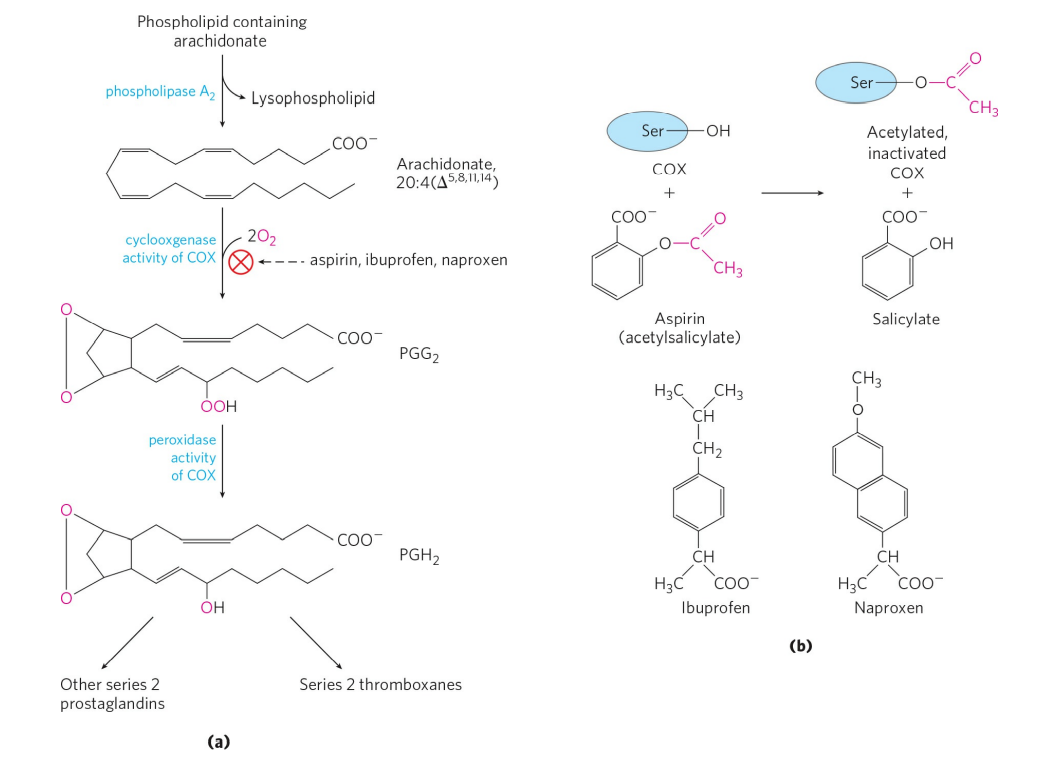 Phospholipid containing
arachidonate
phospholipase A₂
Lysophospholipid
COO⁻
Arachidonate,
20:4(Δ⁵,⁸,¹¹,¹⁴)
cyclooxgenase
activity of COX
2O₂
aspirin, ibuprofen, naproxen
O
O
COO⁻
PGG₂
OOH
peroxidase
activity
of COX
O
O
COO⁻
PGH₂
OH
Other series 2
prostaglandins
Series 2 thromboxanes
(a)
Ser
OH
COX
+
COO⁻
O
C
O
CH₃
Aspirin
(acetylsalicylate)
Ser
O
C
O
CH₃
Acetylated,
inactivated
COX
+
COO⁻
OH
Salicylate
H₃C
CH₃
CH
CH₂
CH
H₃C
COO⁻
Ibuprofen
CH₃
O
CH
H₃C
COO⁻
Naproxen
(b)